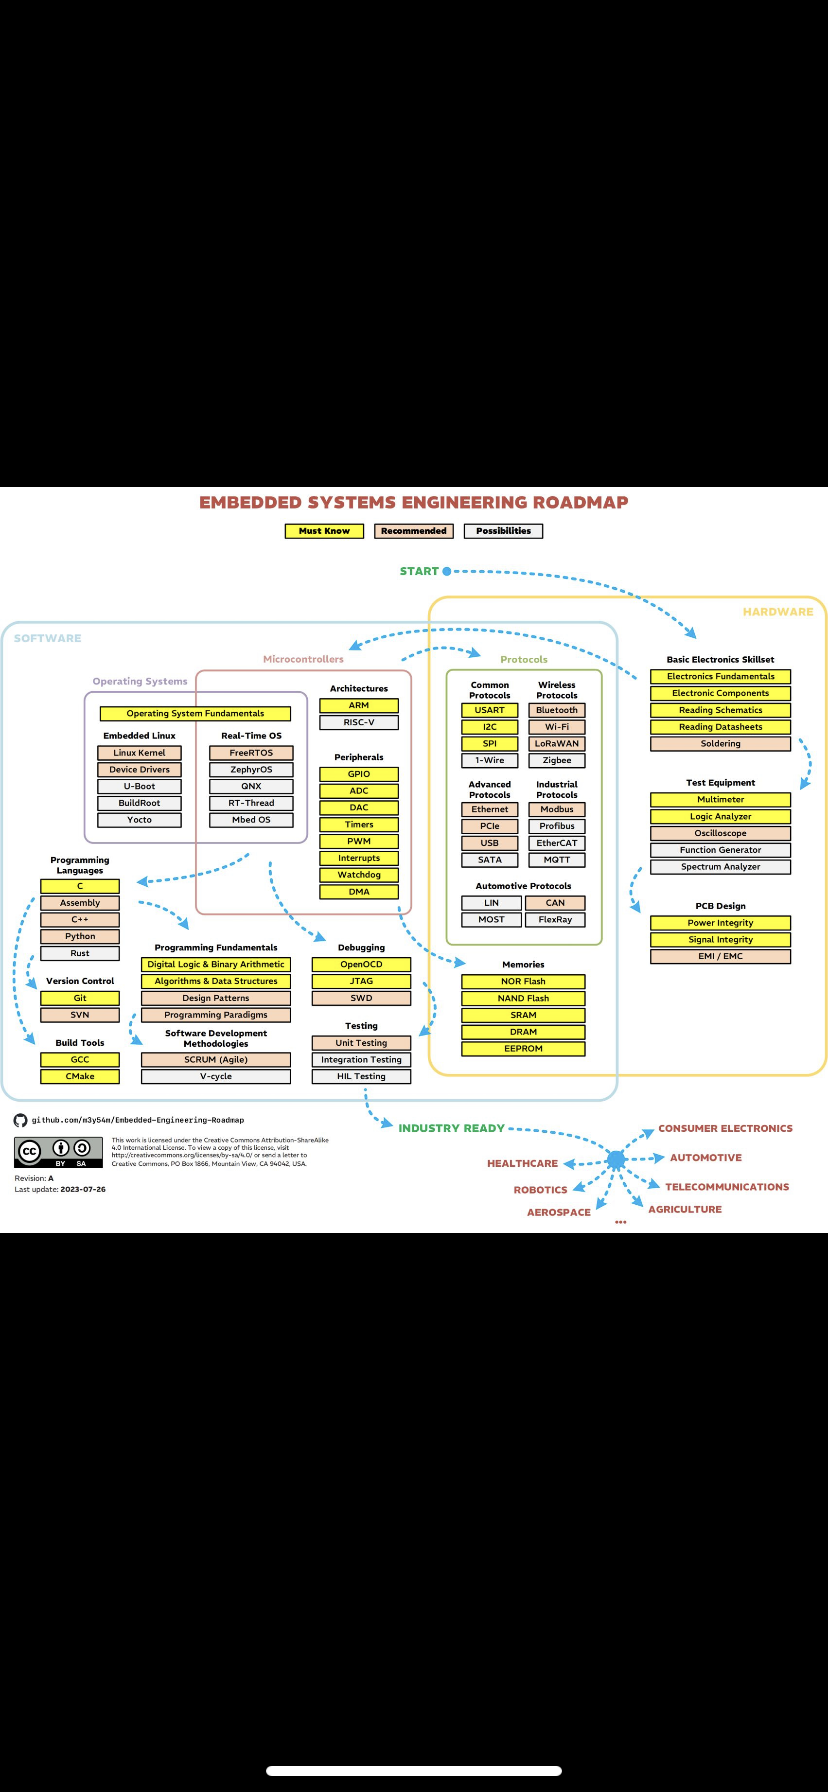 EMBEDDED SYSTEMS ENGINEERING ROADMAP
Must Know
Recommended
Possibilities
START
HARDWARE
SOFTWARE
Microcontrollers
Protocols
Operating Systems
Operating System Fundamentals
Embedded Linux
Linux Kernel
Device Drivers
U-Boot
BuildRoot
Yocto
Real-Time OS
FreeRTOS
ZephyrOS
QNX
RT-Thread
Mbed OS
Architectures
ARM
RISC-V
Peripherals
GPIO
ADC
DAC
Timers
PWM
Interrupts
Watchdog
DMA
Common
Protocols
USART
I2C
SPI
1-Wire
Wireless
Protocols
Bluetooth
Wi-Fi
LoRaWAN
Zigbee
Advanced
Protocols
Ethernet
PCIe
USB
SATA
Industrial
Protocols
Modbus
Profibus
EtherCAT
MQTT
Automotive Protocols
LIN
CAN
MOST
FlexRay
Memories
NOR Flash
NAND Flash
SRAM
DRAM
EEPROM
Basic Electronics Skillset
Electronics Fundamentals
Electronic Components
Reading Schematics
Reading Datasheets
Soldering
Test Equipment
Multimeter
Logic Analyzer
Oscilloscope
Function Generator
Spectrum Analyzer
PCB Design
Power Integrity
Signal Integrity
EMI / EMC
Programming
Languages
C
Assembly
C++
Python
Rust
Version Control
Git
SVN
Build Tools
GCC
CMake
Programming Fundamentals
Digital Logic & Binary Arithmetic
Algorithms & Data Structures
Design Patterns
Programming Paradigms
Software Development
Methodologies
SCRUM (Agile)
V-cycle
Debugging
OpenOCD
JTAG
SWD
Testing
Unit Testing
Integration Testing
HIL Testing
github.com/m3y54m/Embedded-Engineering-Roadmap
cc
BY SA
This work is licensed under the Creative Commons Attribution-ShareAlike
4.0 International License. To view a copy of this license, visit
http://creativecommons.org/licenses/by-sa/4.0/ or send a letter to
Creative Commons, PO Box 1866, Mountain View, CA 94042, USA.
Revision: A
Last update: 2023-07-26
INDUSTRY READY
CONSUMER ELECTRONICS
HEALTHCARE
AUTOMOTIVE
ROBOTICS
TELECOMMUNICATIONS
AEROSPACE
AGRICULTURE
...